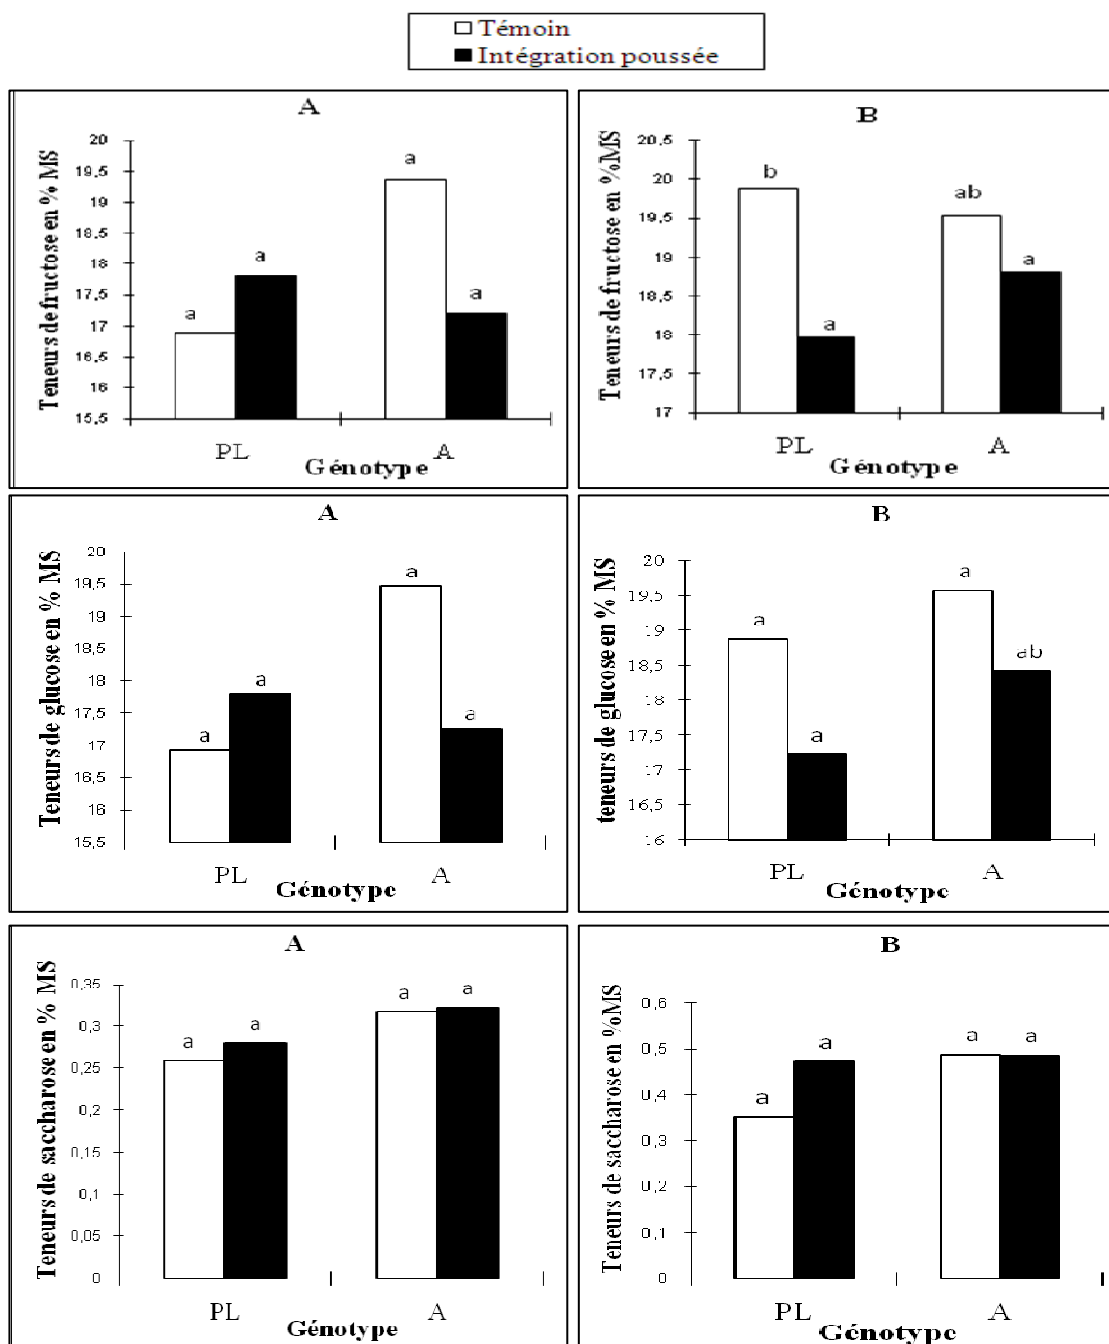 Témoin
Intégration poussée
A
Teneurs de fructose en % MS
20
19,5
19
18,5
18
17,5
17
16,5
16
15,5
a
a
a
a
PL
A
Génotype
B
Teneurs de fructose en %MS
20,5
20
19,5
19
18,5
18
17,5
17
b
a
ab
a
PL
A
Génotype
A
Teneurs de glucose en % MS
20
19,5
19
18,5
18
17,5
17
16,5
16
15,5
a
a
a
a
PL
A
Génotype
B
teneurs de glucose en % MS
20
19,5
19
18,5
18
17,5
17
16,5
16
a
a
a
ab
PL
A
Génotype
A
Teneurs de saccharose en % MS
0,35
0,3
0,25
0,2
0,15
0,1
0,05
0
a
a
a
a
PL
A
Génotype
B
Teneurs de saccharose en %MS
0,6
0,5
0,4
0,3
0,2
0,1
0
a
a
a
a
PL
A
Génotype